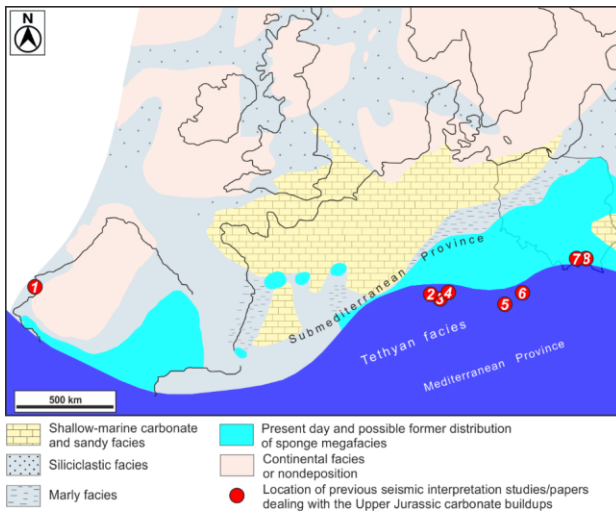 N
1
7 8
2 4
3
6
5
Submediterranean Province
Tethyan facies
Mediterranean Province
500 km
Shallow-marine carbonate
and sandy facies
Siliciclastic facies
Marly facies
Present day and possible former distribution
of sponge megafacies
Continental facies
or nondeposition
Location of previous seismic interpretation studies/papers
dealing with the Upper Jurassic carbonate buildups